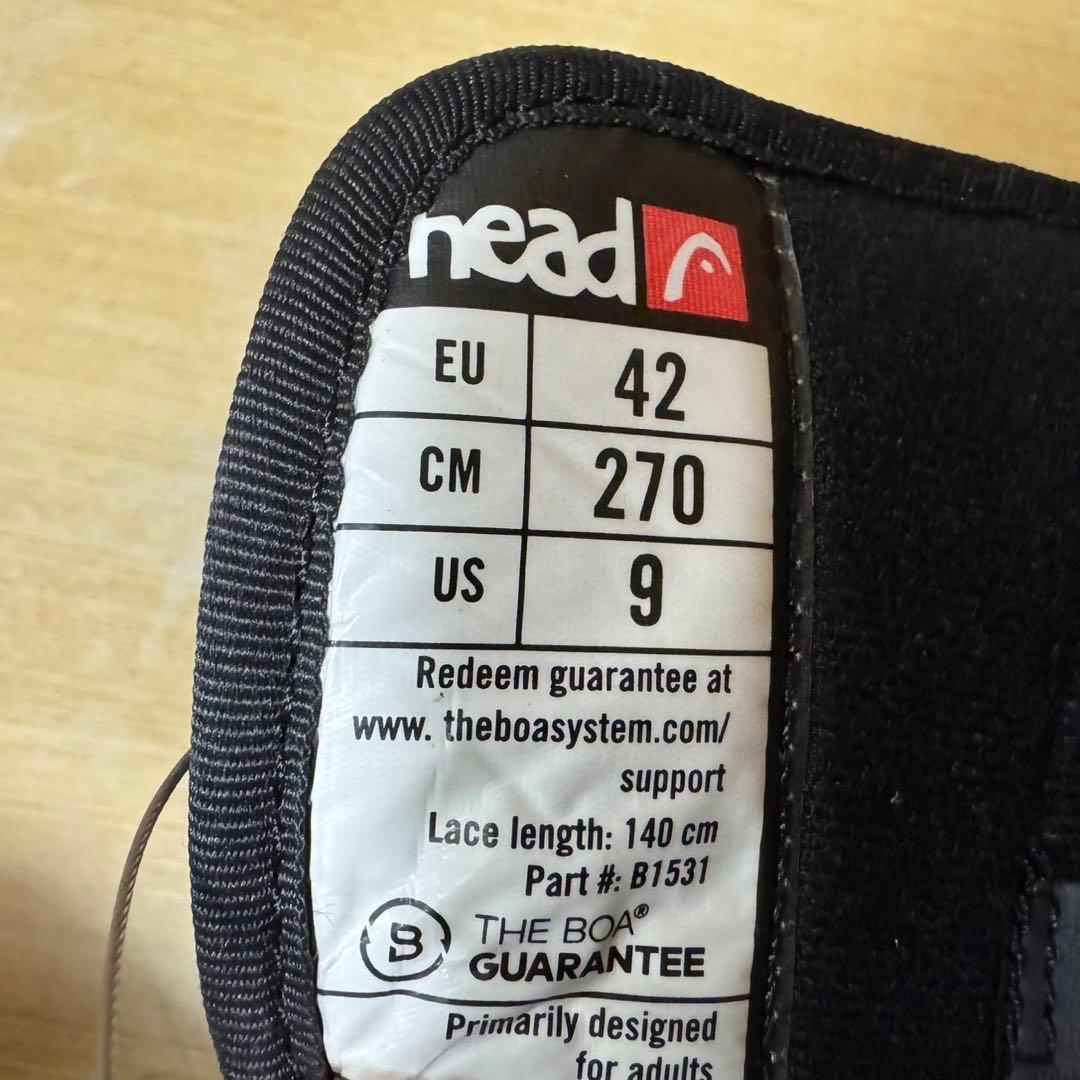 head
EU 42
CM 270
US 9
Redeem guarantee at
www. theboasystem.com/
support
Lace length: 140 cm
Part #: B1531
B THE BOA®
GUARANTEE
Primarily designed
for adults